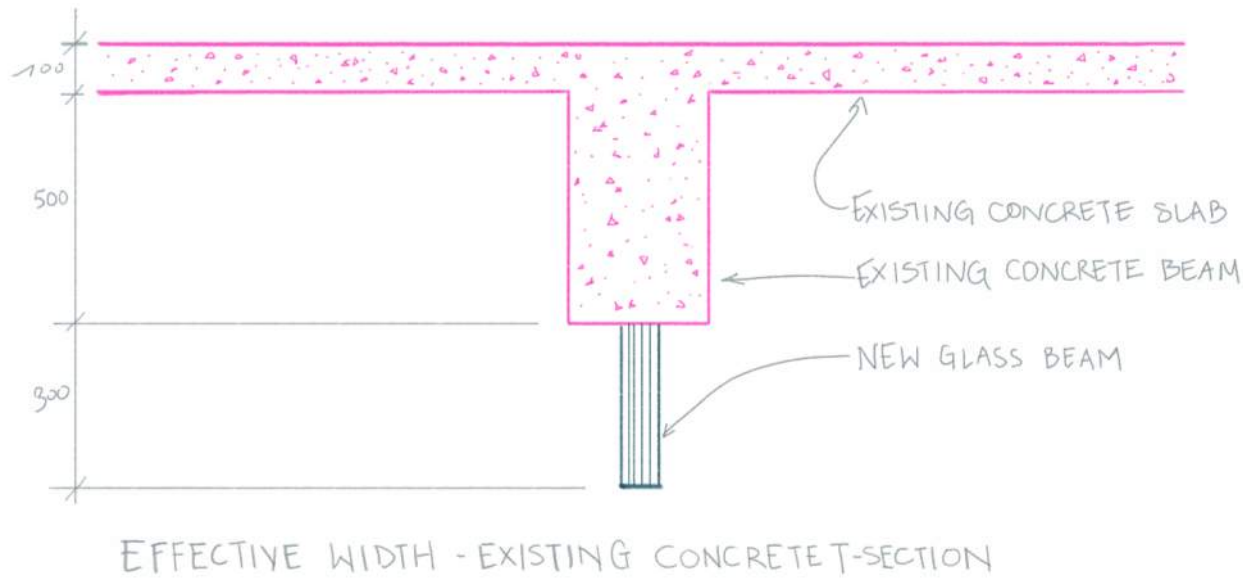 100
500
EXISTING CONCRETE SLAB
EXISTING CONCRETE BEAM
NEW GLASS BEAM
300
EFFECTIVE WIDTH - EXISTING CONCRETE T-SECTION